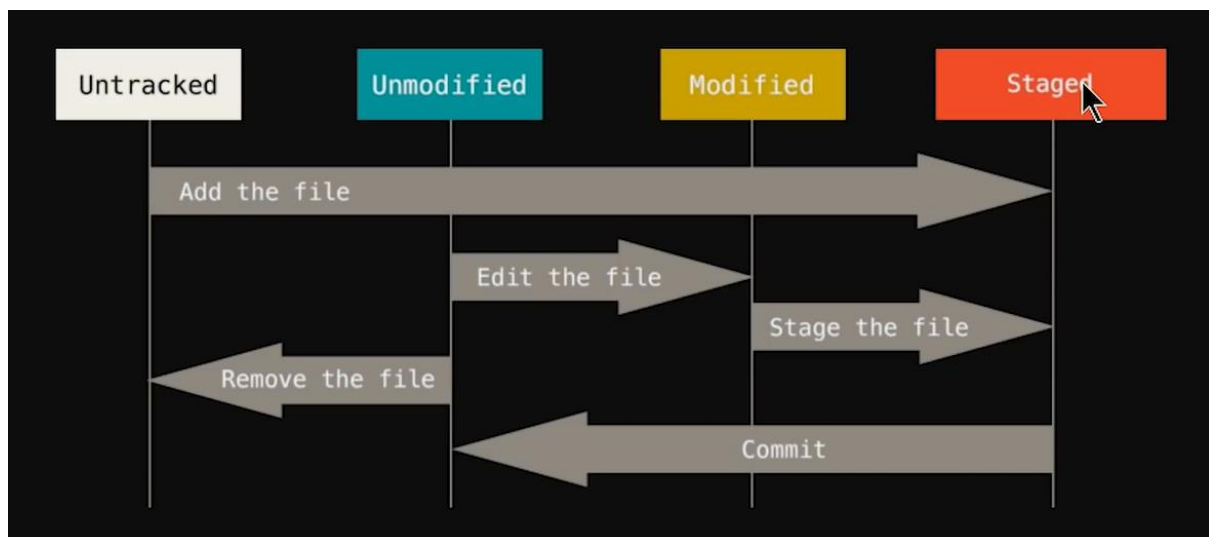 Untracked
Unmodified
Modified
Staged
Add the file
Edit the file
Stage the file
Remove the file
Commit